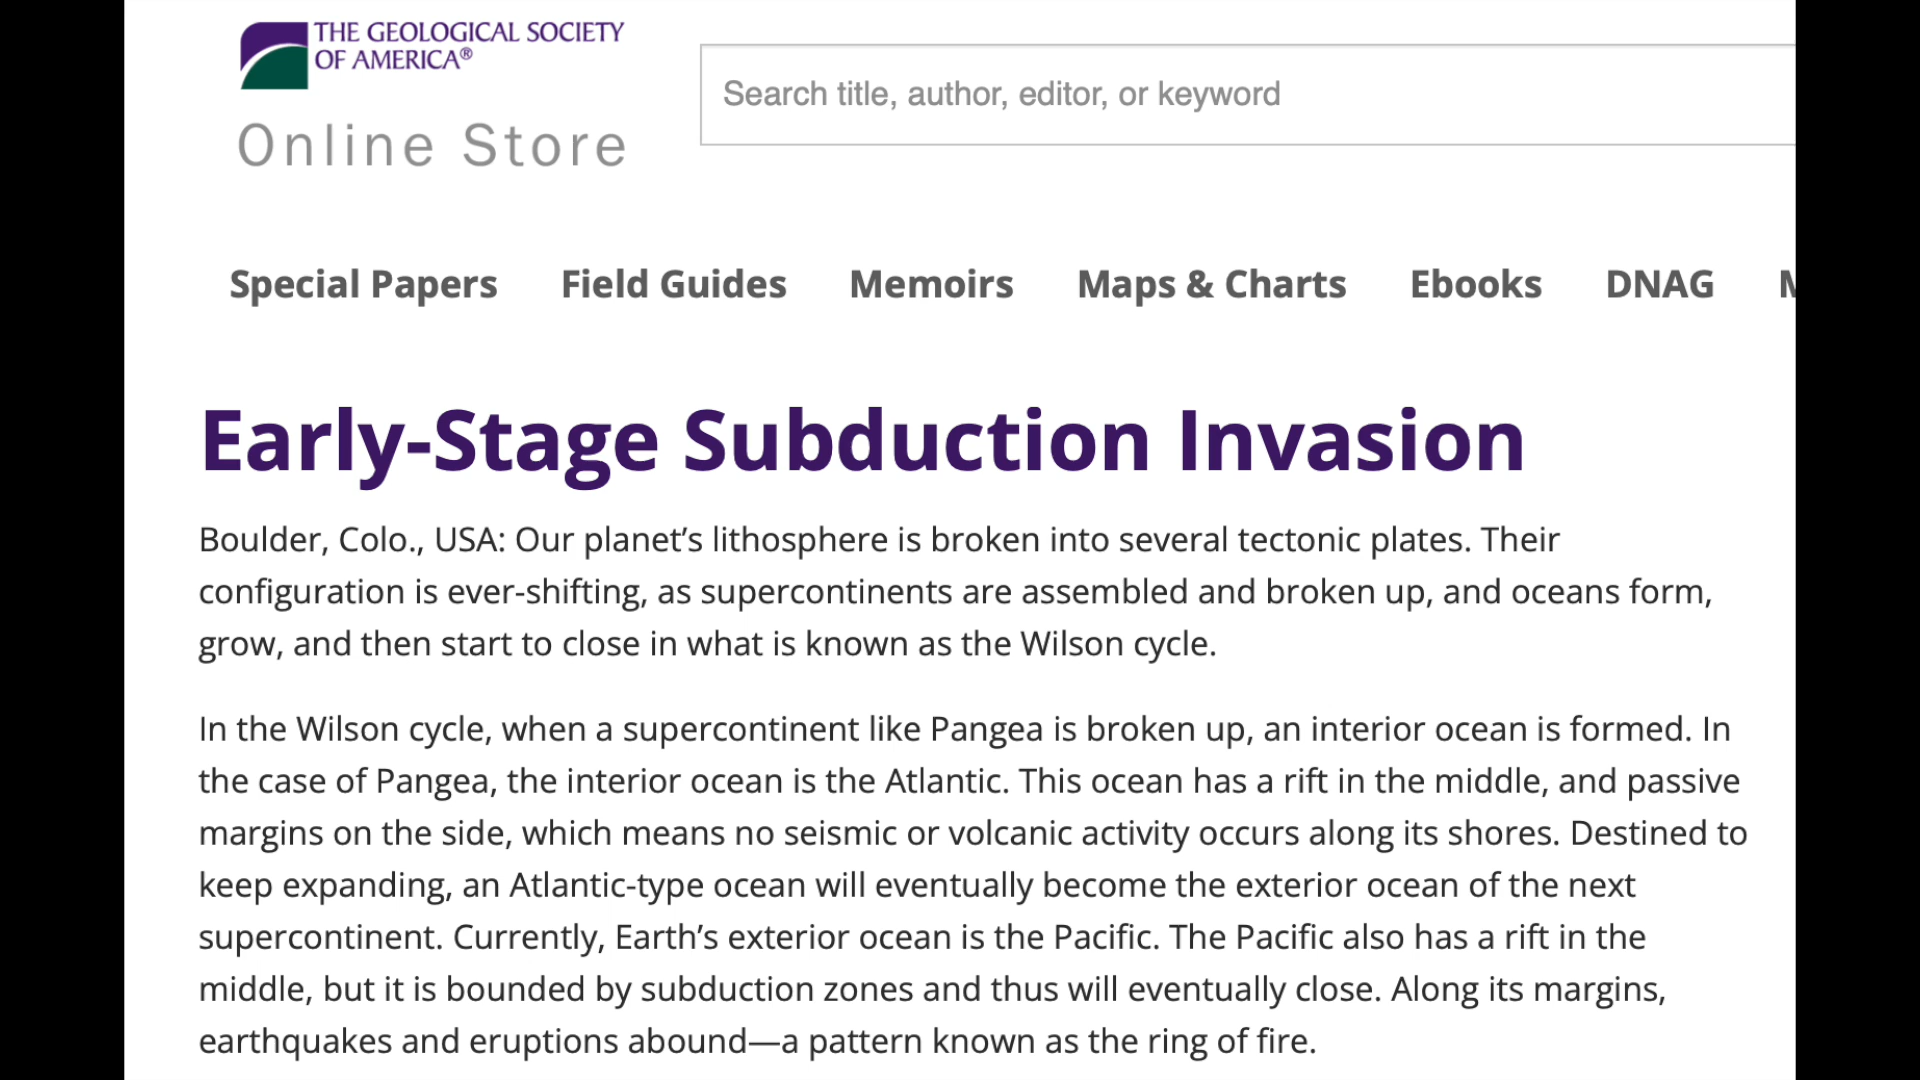 THE GEOLOGICAL SOCIETY
OF AMERICA®
Online Store
Search title, author, editor, or keyword
Special Papers Field Guides Memoirs Maps & Charts Ebooks DNAG
Early-Stage Subduction Invasion
Boulder, Colo., USA: Our planet’s lithosphere is broken into several tectonic plates. Their
configuration is ever-shifting, as supercontinents are assembled and broken up, and oceans form,
grow, and then start to close in what is known as the Wilson cycle.
In the Wilson cycle, when a supercontinent like Pangea is broken up, an interior ocean is formed. In
the case of Pangea, the interior ocean is the Atlantic. This ocean has a rift in the middle, and passive
margins on the side, which means no seismic or volcanic activity occurs along its shores. Destined to
keep expanding, an Atlantic-type ocean will eventually become the exterior ocean of the next
supercontinent. Currently, Earth’s exterior ocean is the Pacific. The Pacific also has a rift in the
middle, but it is bounded by subduction zones and thus will eventually close. Along its margins,
earthquakes and eruptions abound—a pattern known as the ring of fire.